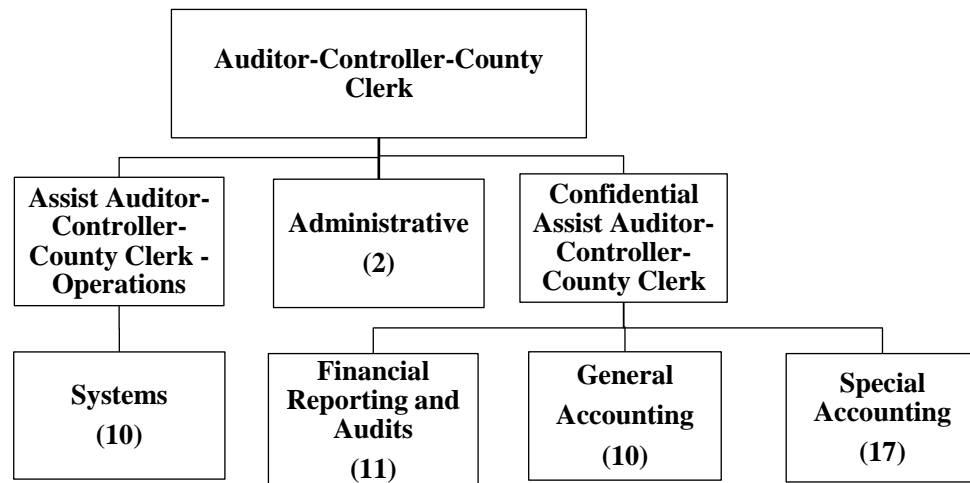 Auditor-Controller-County
Clerk
Assist Auditor-
Controller-
County Clerk -
Operations
Administrative
(2)
Confidential
Assist Auditor-
Controller-
County Clerk
Systems
(10)
Financial
Reporting and
Audits
(11)
General
Accounting
(10)
Special
Accounting
(17)